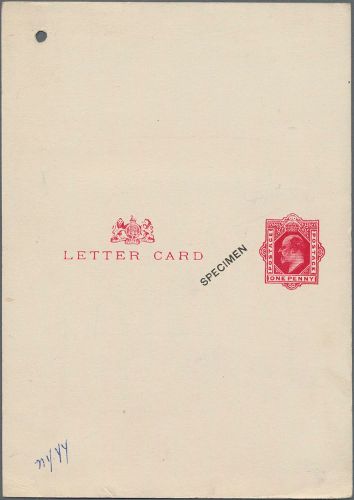 LETTER CARD
SPECIMEN
POSTAGE
POSTAGE
ONE PENNY